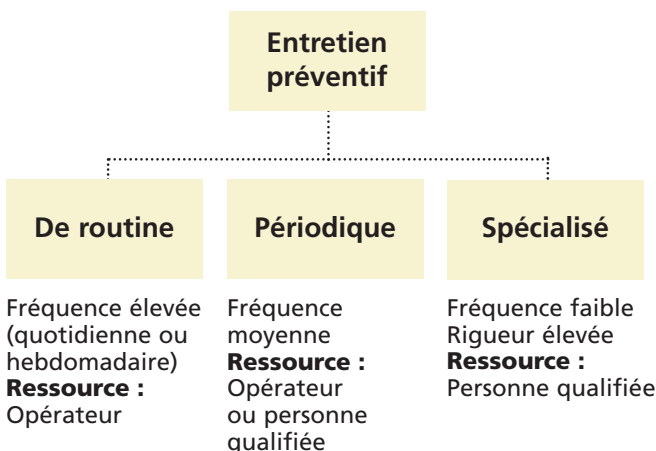 Entretien
préventif
De routine
Périodique
Spécialisé
Fréquence élevée
(quotidienne ou
hebdomadaire)
Ressource :
Opérateur
Fréquence
moyenne
Ressource :
Opérateur
ou personne
qualifiée
Fréquence faible
Rigueur élevée
Ressource :
Personne qualifiée